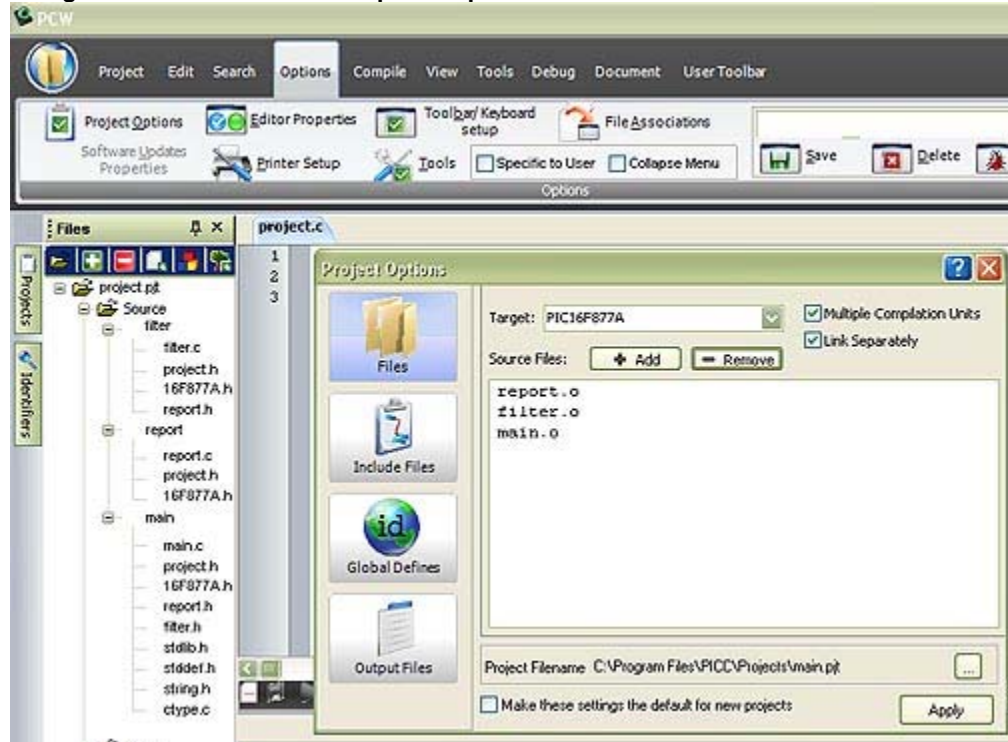 PCW
Project Edit Search Options Compile View Tools Debug Document User Toolbar
Project Options Editor Properties Toolbar/ Keyboard setup File Associations
Software Updates Properties Printer Setup Tools Specific to User Collapse Menu Save Delete
Options
Files
project.c
Projects
Identifiers
project.pjt
Source
filter
filter.c
project.h
16F877A.h
report.h
report
report.c
project.h
16F877A.h
main
main.c
project.h
16F877A.h
report.h
filter.h
stdlib.h
stddef.h
string.h
ctype.c
1
2
3
Project Options
Files
Include Files
id
Global Defines
Output Files
Target: PIC16F877A
Multiple Compilation Units
Link Separately
Source Files: Add Remove
report.o
filter.o
main.o
Project Filename C:\Program Files\PICC\Projects\main.pjt ...
Make these settings the default for new projects
Apply